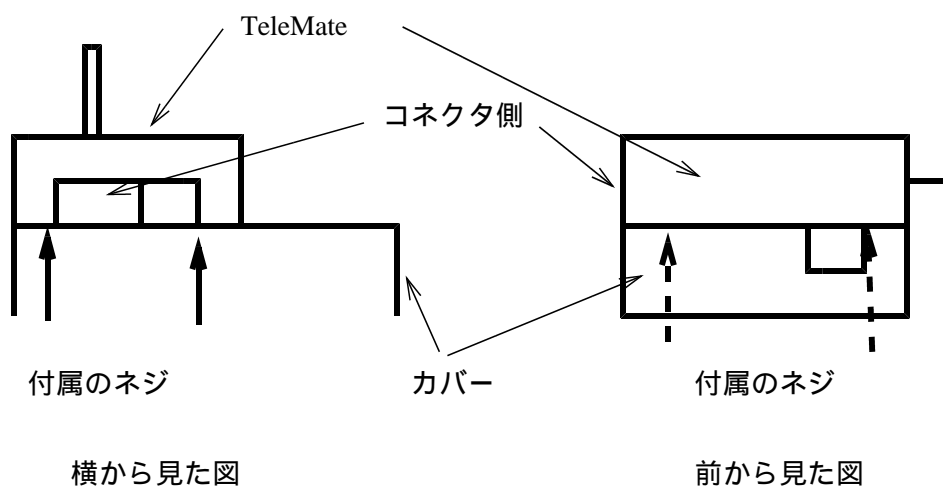 TeleMate
コネクタ側
付属のネジ
カバー
付属のネジ
横から見た図
前から見た図